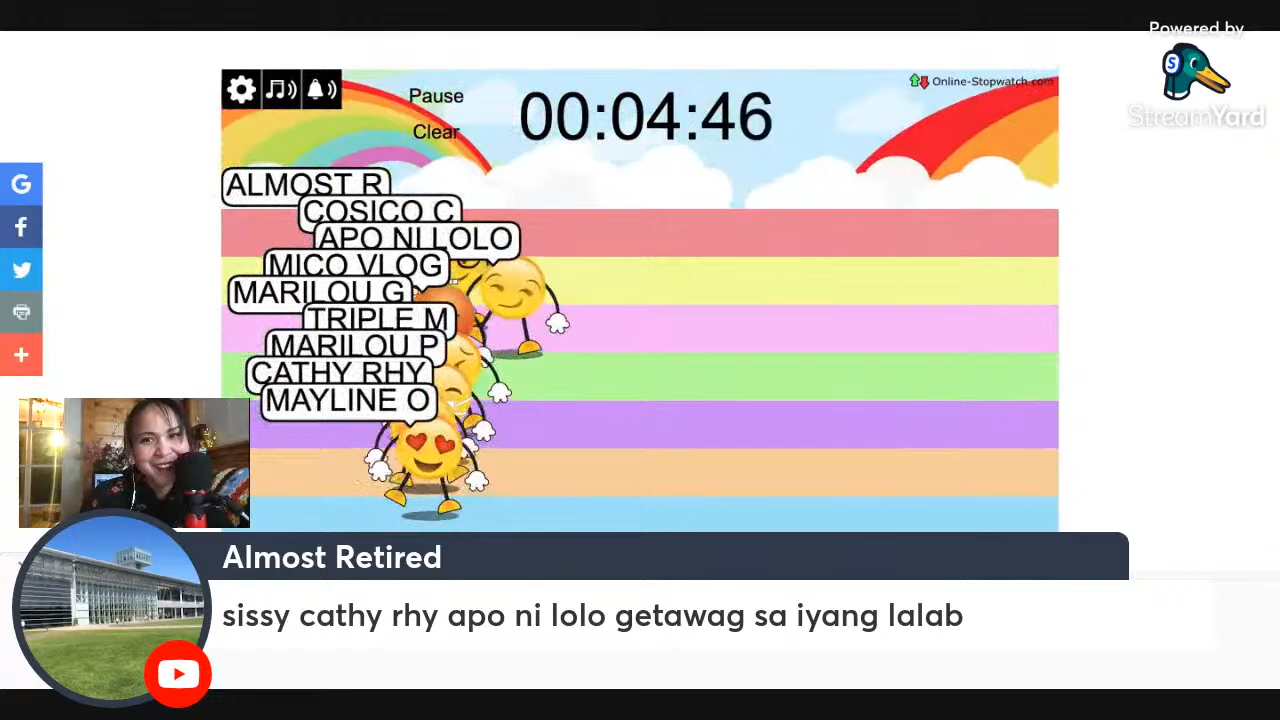 Powered by
StreamYard
Online-Stopwatch.com
Pause
Clear
00:04:46
ALMOST R
COSICO C
APO NI LOLO
MICO VLOG
MARILOU G
TRIPLE M
MARILOU P
CATHY RHY
MAYLINE O
Almost Retired
sissy cathy rhy apo ni lolo getawag sa iyang lalab